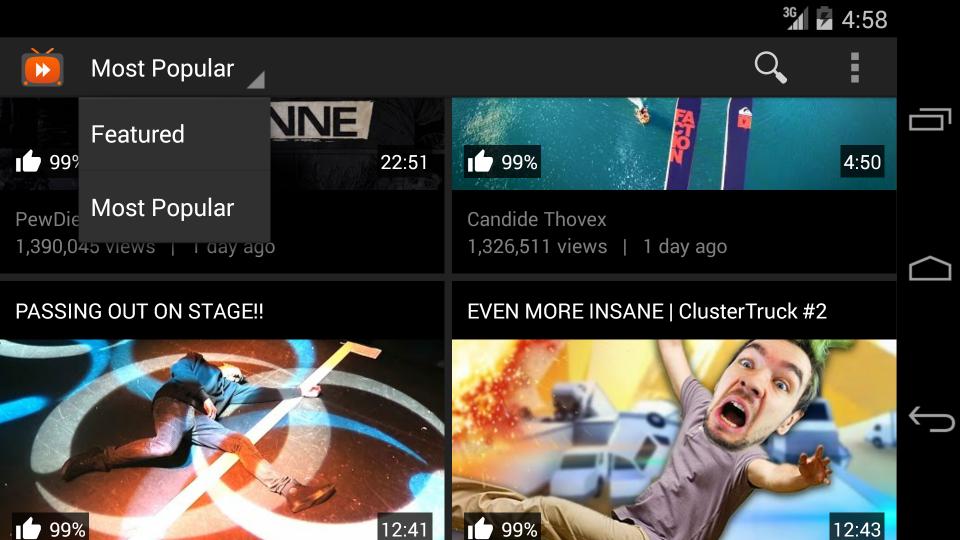 3G 4:58
Most Popular
Featured
Most Popular
NNE
99%
22:51
99%
4:50
FACTION
PewDie
1,390,045 views | 1 day ago
Candide Thovex
1,326,511 views | 1 day ago
PASSING OUT ON STAGE!!
EVEN MORE INSANE | ClusterTruck #2
99%
12:41
99%
12:43